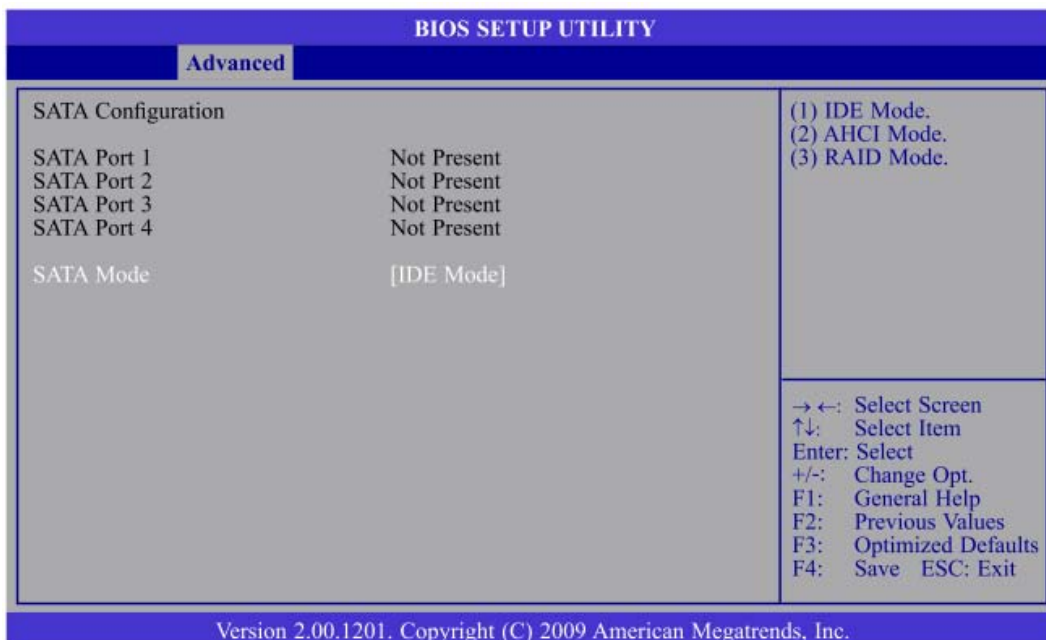 BIOS SETUP UTILITY
Advanced
SATA Configuration
SATA Port 1 Not Present
SATA Port 2 Not Present
SATA Port 3 Not Present
SATA Port 4 Not Present
SATA Mode [IDE Mode]
(1) IDE Mode.
(2) AHCI Mode.
(3) RAID Mode.
→ ←: Select Screen
↑↓: Select Item
Enter: Select
+/-: Change Opt.
F1: General Help
F2: Previous Values
F3: Optimized Defaults
F4: Save ESC: Exit
Version 2.00.1201. Copyright (C) 2009 American Megatrends, Inc.